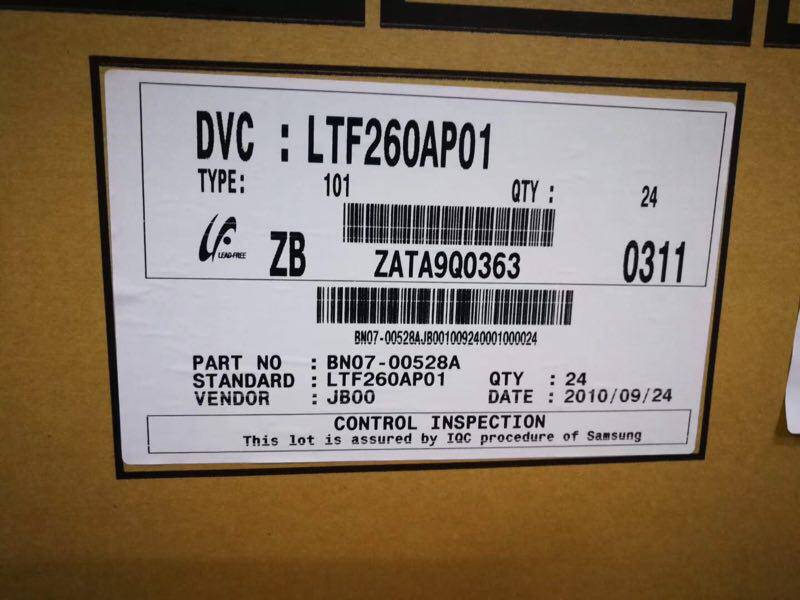 DVC : LTF260AP01
TYPE: 101 QTY : 24
LEAD-FREE
ZB ZATA9Q0363 0311
BN07-00528AJB001009240001000024
PART NO : BN07-00528A
STANDARD : LTF260AP01 QTY : 24
VENDOR : JB00 DATE : 2010/09/24
CONTROL INSPECTION
This lot is assured by IQC procedure of Samsung